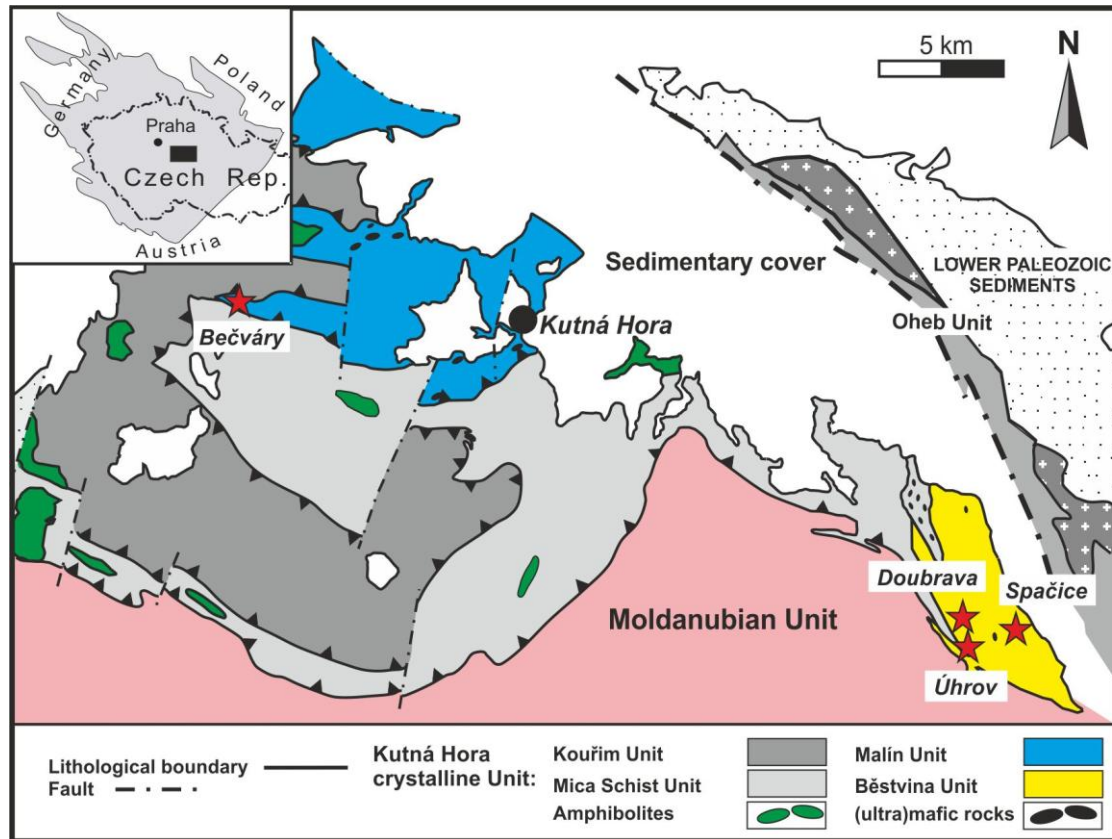 Germany
Poland
Praha
Czech Rep.
Austria
5 km
N
Sedimentary cover
LOWER PALEOZOIC
SEDIMENTS
Oheb Unit
Bečváry
Kutná Hora
Doubrava
Spačice
Moldanubian Unit
Úhrov
Lithological boundary
Fault
Kutná Hora
crystalline Unit:
Kouřim Unit
Mica Schist Unit
Amphibolites
Malín Unit
Běstvina Unit
(ultra)mafic rocks